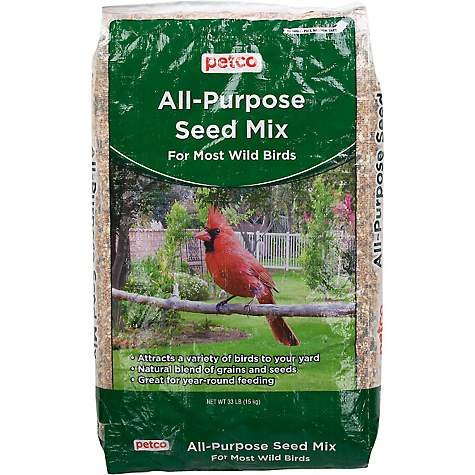 petco
All-Purpose
Seed Mix
For Most Wild Birds
All-Purpose Seed
petco
• Attracts a variety of birds to your yard
• Natural blend of grains and seeds
• Great for year-round feeding
NET WT 33 LB (15 kg)
petco
All-Purpose Seed Mix
For Most Wild Birds